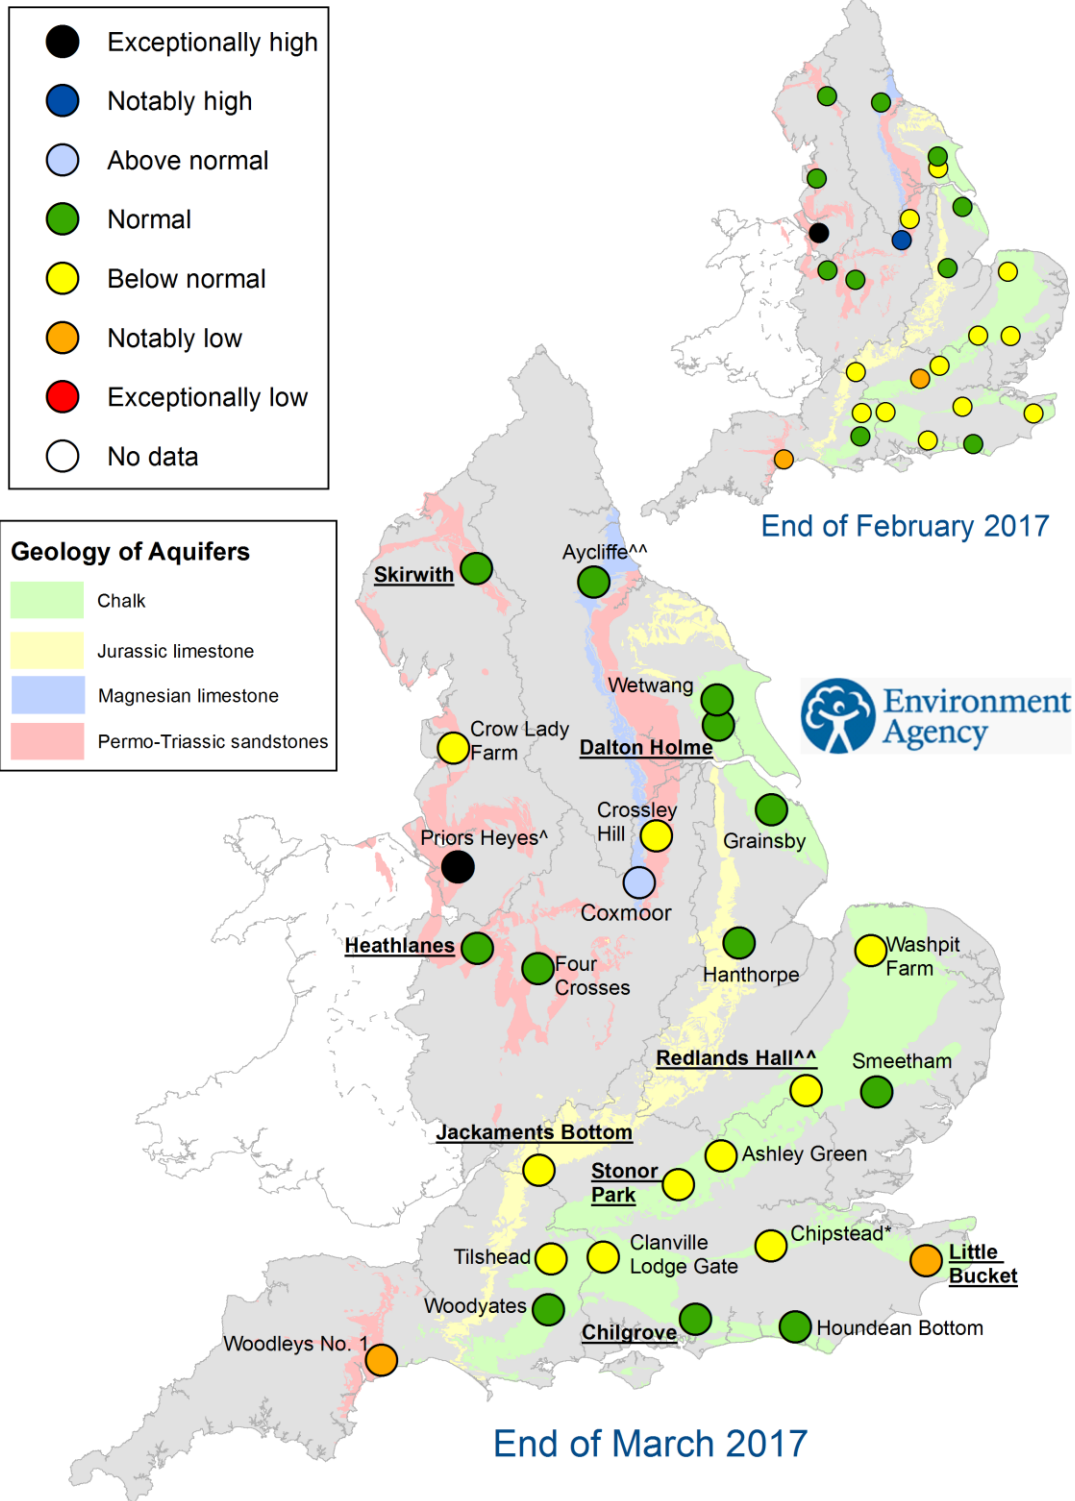 Exceptionally high
Notably high
Above normal
Normal
Below normal
Notably low
Exceptionally low
No data
End of February 2017
Geology of Aquifers
Chalk
Jurassic limestone
Magnesian limestone
Permo-Triassic sandstones
Aycliffe^^
Skirwith
Wetwang
Dalton Holme
Environment
Agency
Crow Lady
Farm
Crossley
Hill
Grainsby
Priors Heyes^
Coxmoor
Heathlanes
Four
Crosses
Hanthorpe
Washpit
Farm
Redlands Hall^^
Smeetham
Jackaments Bottom
Ashley Green
Stonor
Park
Tilshead
Clanville
Lodge Gate
Chipstead*
Little
Bucket
Woodyates
Chilgrove
Houndean Bottom
Woodleys No. 1
End of March 2017